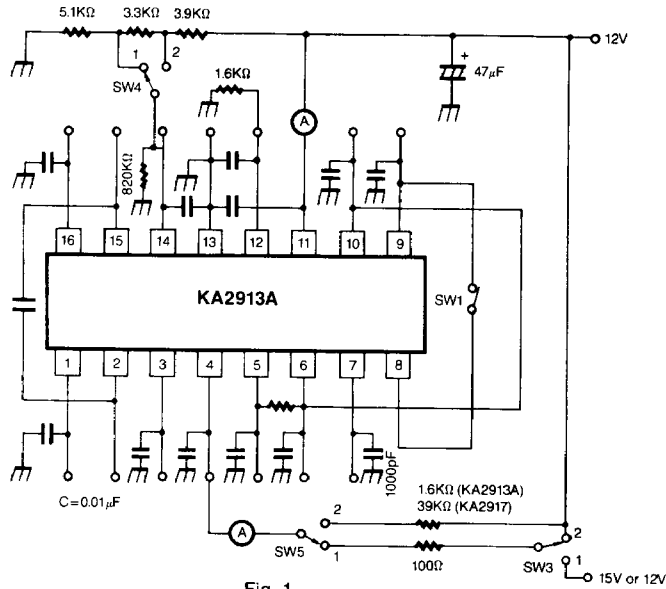 5.1KΩ 3.3KΩ 3.9KΩ
12V
1 2
SW4
1.6KΩ
+
47μF
A
820KΩ
16 15 14 13 12 11 10 9
KA2913A
SW1
1 2 3 4 5 6 7 8
1000pF
C=0.01μF
1.6KΩ (KA2913A)
39KΩ (KA2917)
2
A
SW5
1
100Ω
2
SW3
1
15V or 12V
Fig. 1